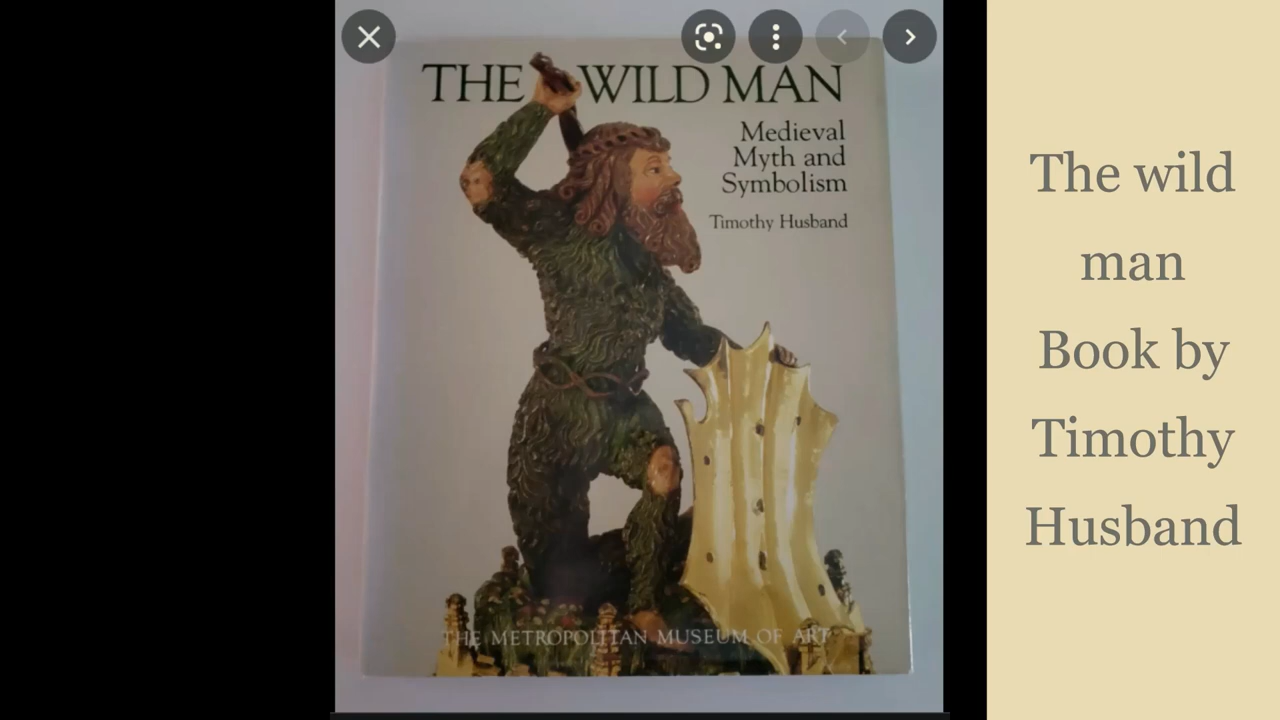 THE WILD MAN
Medieval
Myth and
Symbolism
Timothy Husband
THE METROPOLITAN MUSEUM OF ART
The wild
man
Book by
Timothy
Husband